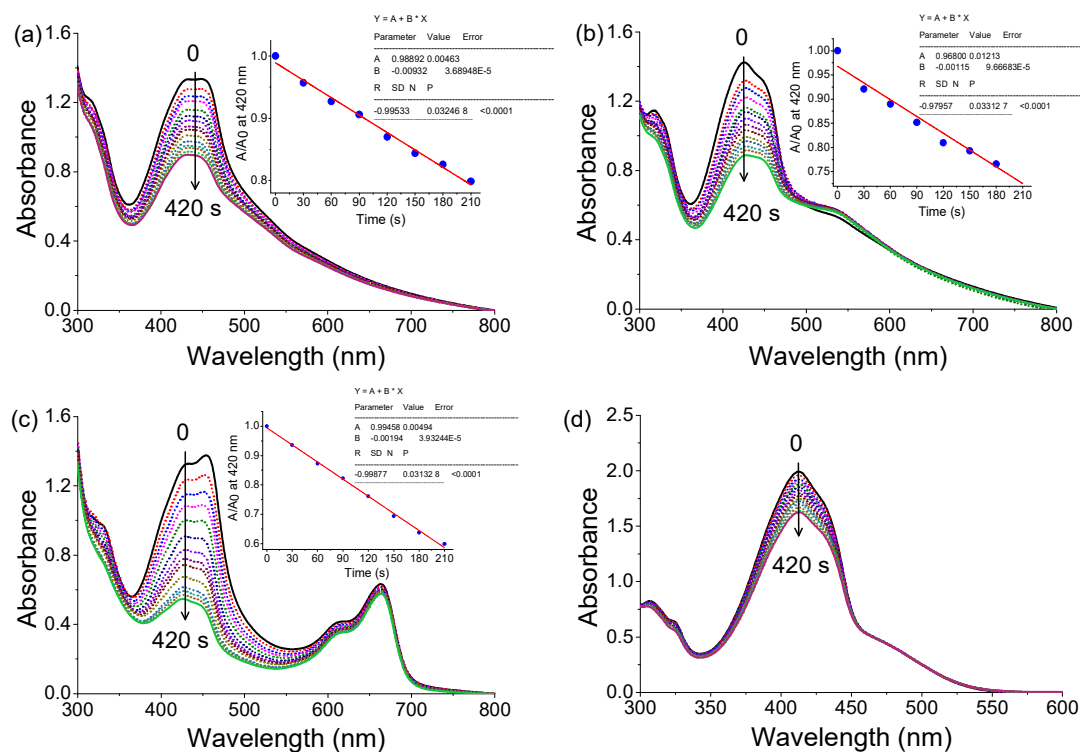 (a)
0
420 s
Absorbance
1.6
1.2
0.8
0.4
0.0
300 400 500 600 700 800
Wavelength (nm)
Y = A + B * X
Parameter Value Error
A 0.98892 0.00463
B -0.00932 3.68948E-5
R SD N P
-0.99533 0.03246 8 <0.0001
A/A0 at 420 nm
1.0
0.9
0.8
0 30 60 90 120 150 180 210
Time (s)
(b)
0
420 s
Absorbance
1.6
1.2
0.8
0.4
0.0
300 400 500 600 700 800
Wavelength (nm)
Y = A + B * X
Parameter Value Error
A 0.96800 0.01213
B -0.00115 9.66683E-5
R SD N P
-0.97957 0.03312 7 <0.0001
A/A0 at 420 nm
1.00
0.95
0.90
0.85
0.80
0.75
0 30 60 90 120 150 180 210
Time (s)
(c)
0
420 s
Absorbance
1.6
1.2
0.8
0.4
0.0
300 400 500 600 700 800
Wavelength (nm)
Y = A + B * X
Parameter Value Error
A 0.99458 0.00494
B -0.00194 3.93244E-5
R SD N P
-0.99877 0.03132 8 <0.0001
A/A0 at 420 nm
1.0
0.9
0.8
0.7
0.6
0 30 60 90 120 150 180 210
Time (s)
(d)
0
420 s
Absorbance
2.5
2.0
1.5
1.0
0.5
0.0
300 350 400 450 500 550 600
Wavelength (nm)